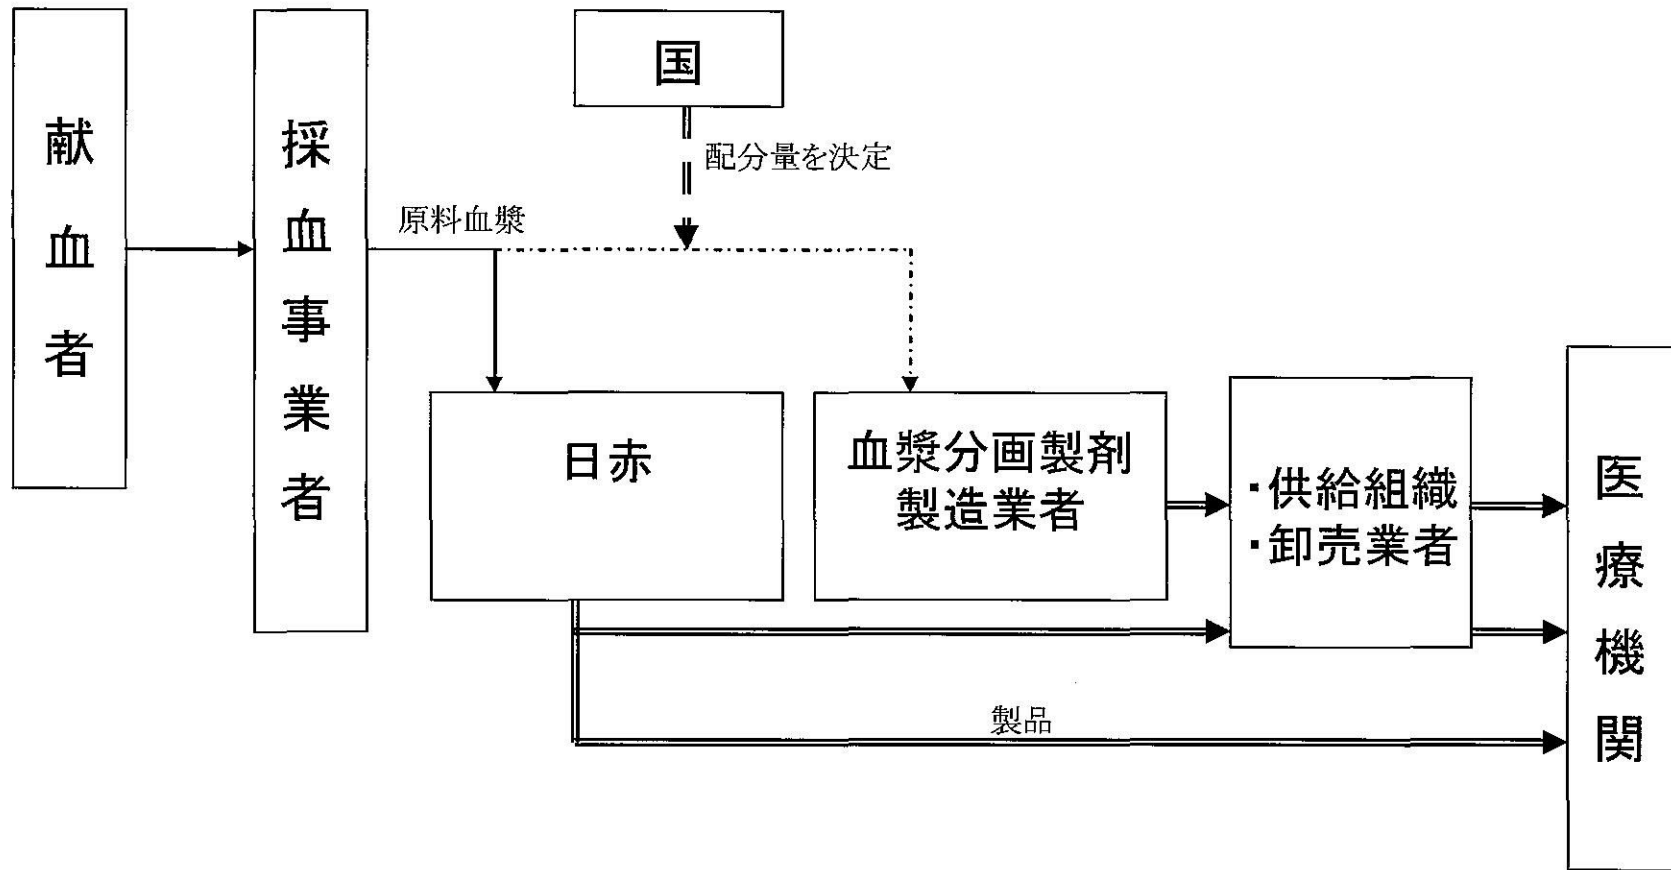 献血者
採血事業者
国
配分量を決定
原料血漿
日赤
血漿分画製剤
製造業者
・供給組織
・卸売業者
医療機関
製品